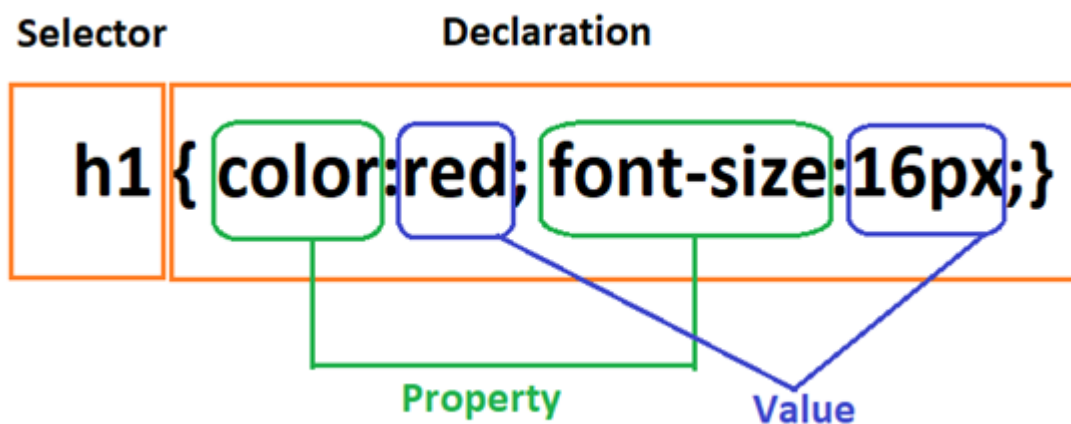 Selector Declaration
h1 { color:red; font-size:16px;}
Property
Value